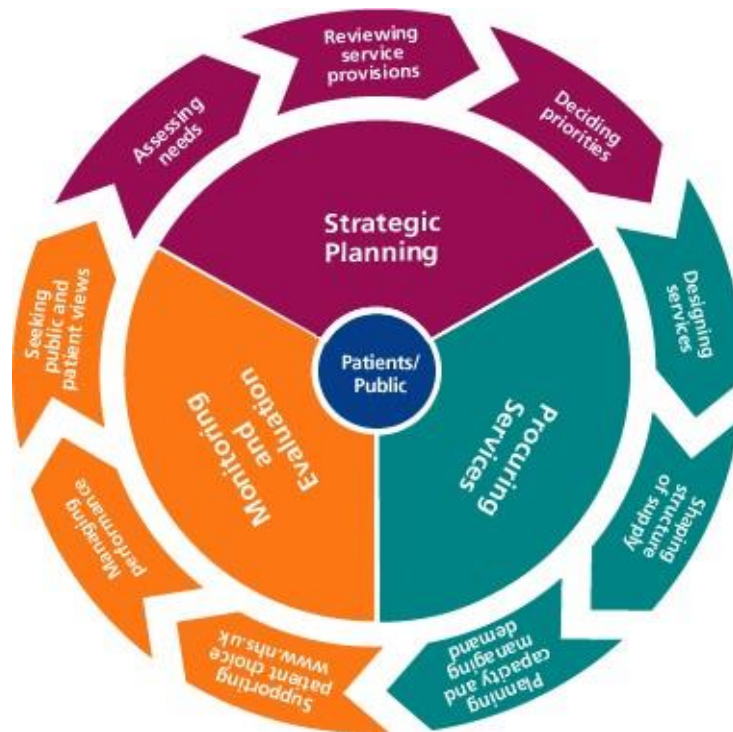 Reviewing
service
provisions
Deciding
priorities
Designing
services
Shaping
structure
of supply
Planning
capacity and
managing
demand
Supporting
patient choice
www.nhs.uk
Managing
performance
Seeking
public and
patient views
Assessing
needs
Strategic
Planning
Procuring
Services
Monitoring
and
Evaluation
Patients/
Public